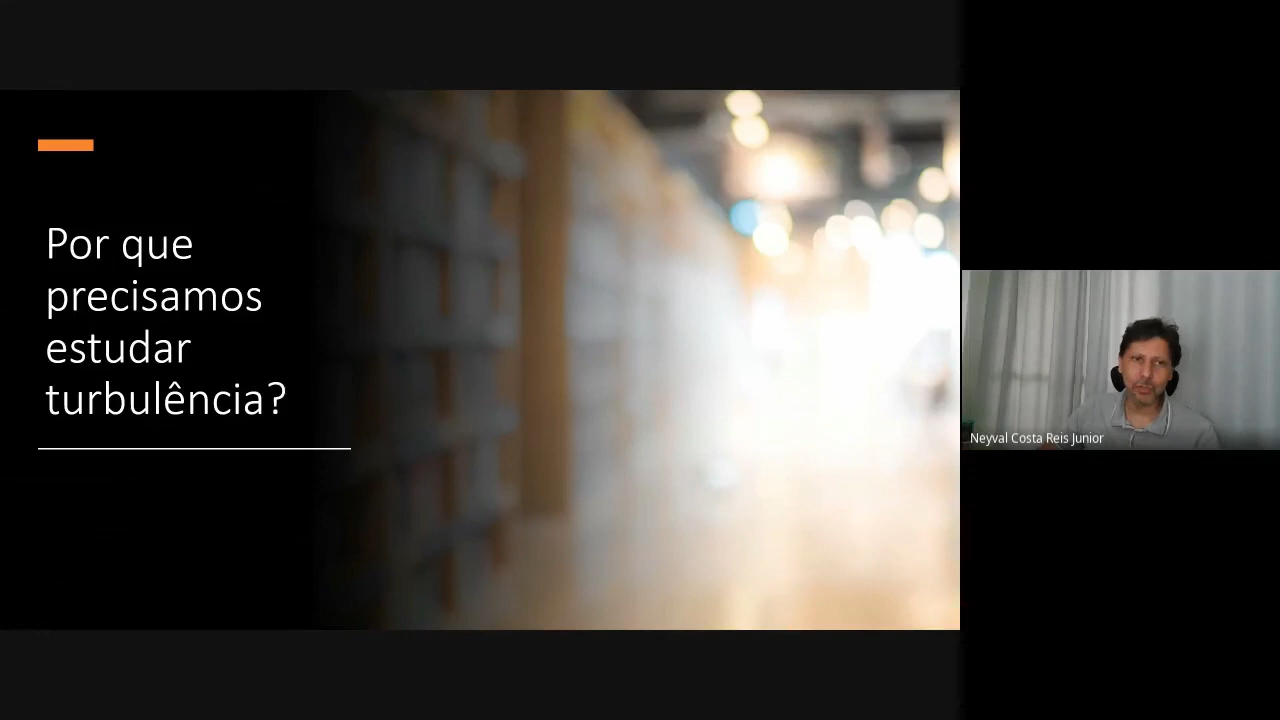 Por que
precisamos
estudar
turbulência?
Neyval Costa Reis Junior